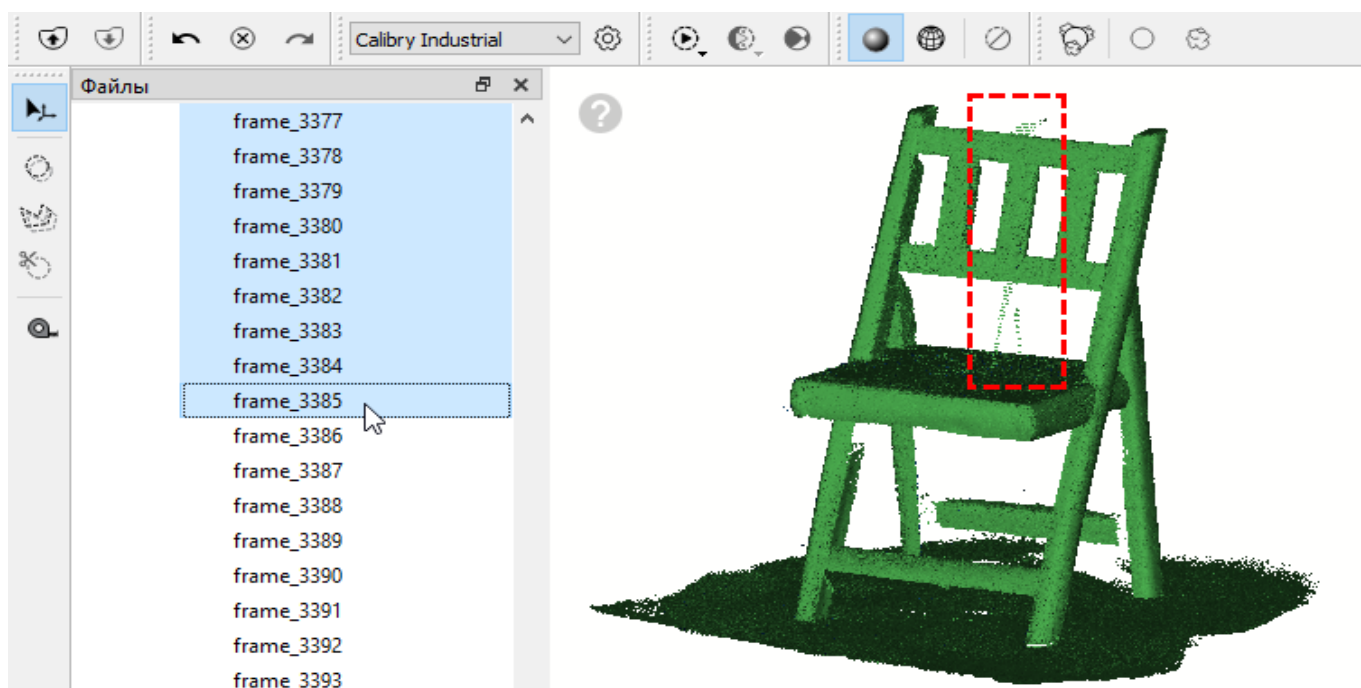 Calibry Industrial
Файлы
frame_3377
frame_3378
frame_3379
frame_3380
frame_3381
frame_3382
frame_3383
frame_3384
frame_3385
frame_3386
frame_3387
frame_3388
frame_3389
frame_3390
frame_3391
frame_3392
frame_3393
?